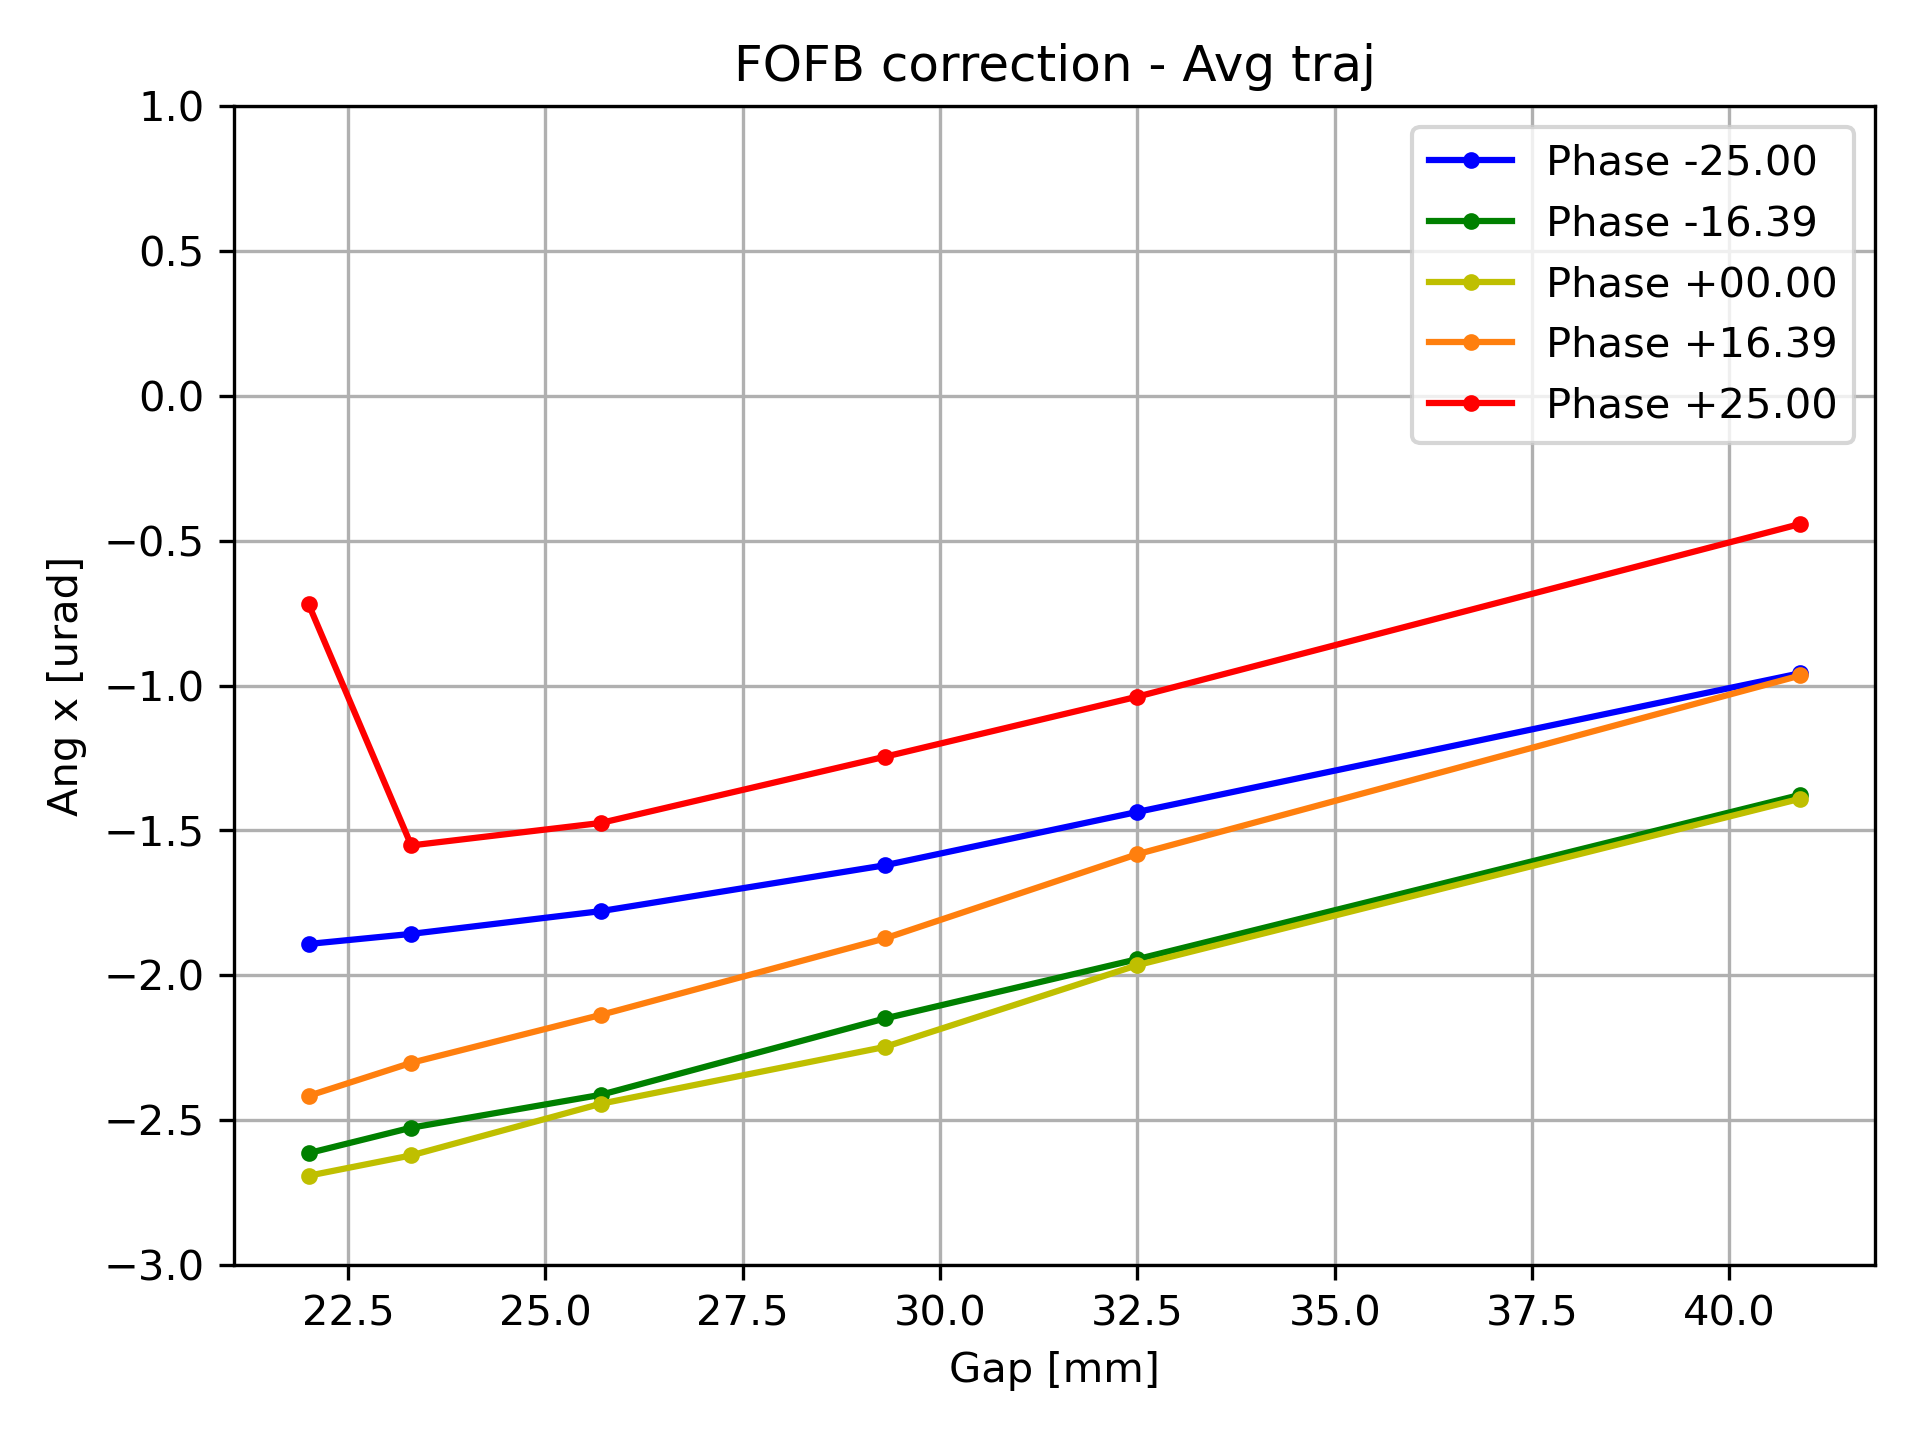 FOFB correction - Avg traj
1.0
0.5
0.0
−0.5
−1.0
−1.5
−2.0
−2.5
−3.0
Ang x [urad]
Phase -25.00
Phase -16.39
Phase +00.00
Phase +16.39
Phase +25.00
22.5 25.0 27.5 30.0 32.5 35.0 37.5 40.0
Gap [mm]